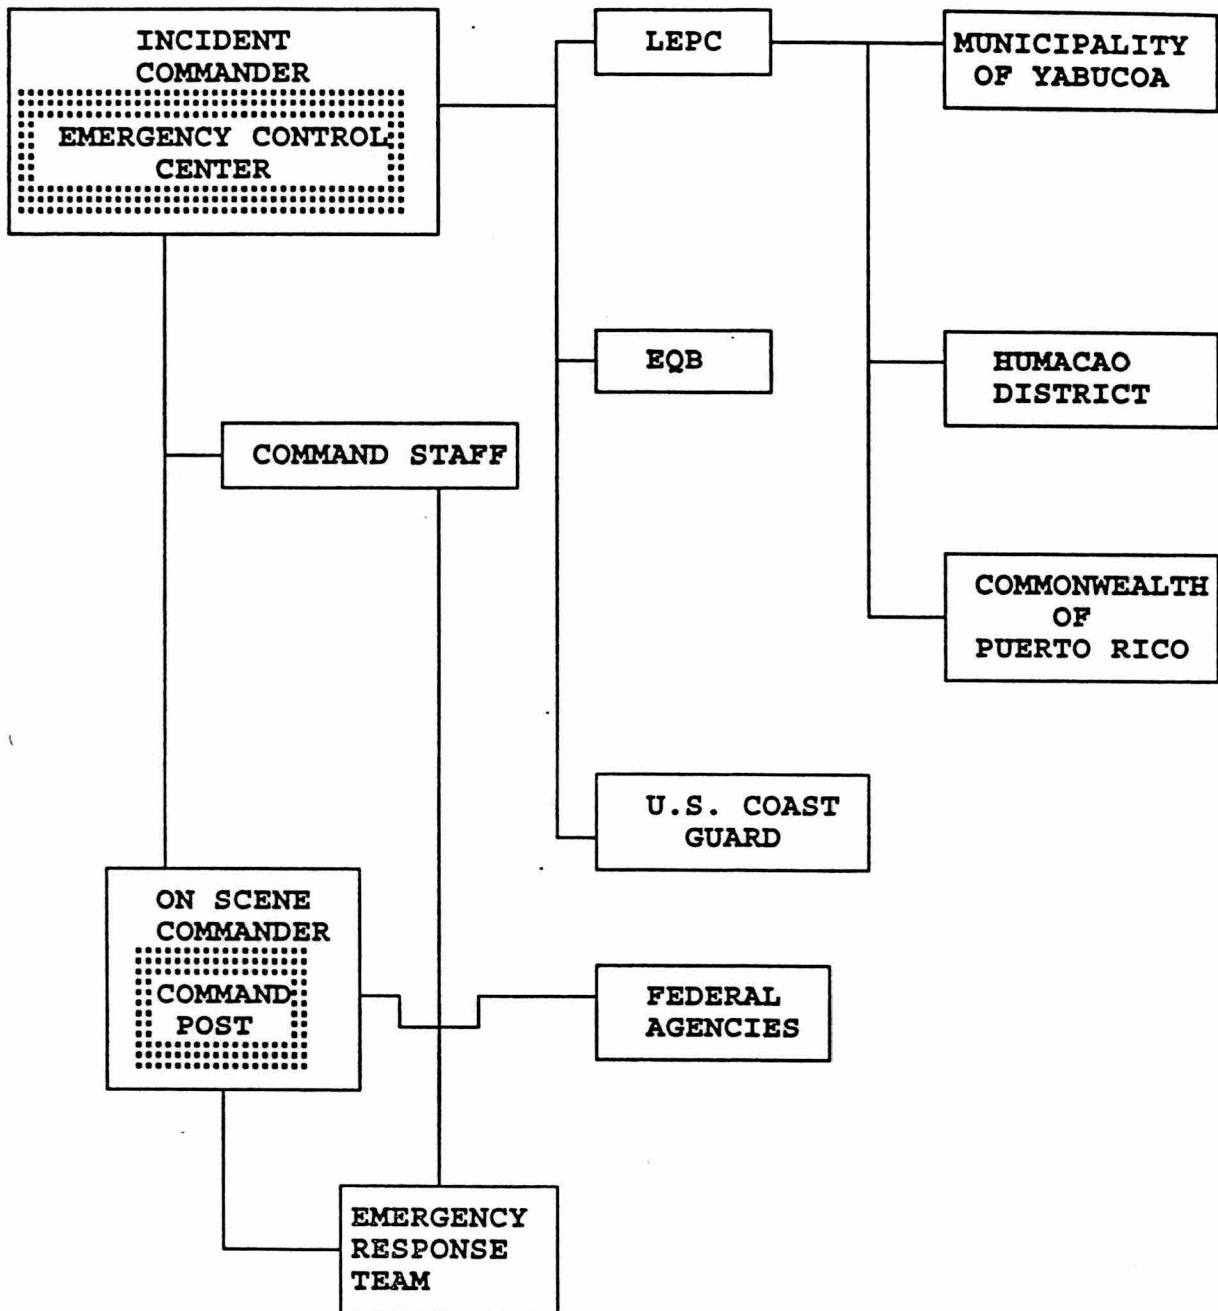 INCIDENT
COMMANDER
EMERGENCY CONTROL
CENTER
LEPC
MUNICIPALITY
OF YABUCOA
EQB
HUMACAO
DISTRICT
COMMAND STAFF
COMMONWEALTH
OF
PUERTO RICO
U.S. COAST
GUARD
ON SCENE
COMMANDER
COMMAND
POST
FEDERAL
AGENCIES
EMERGENCY
RESPONSE
TEAM